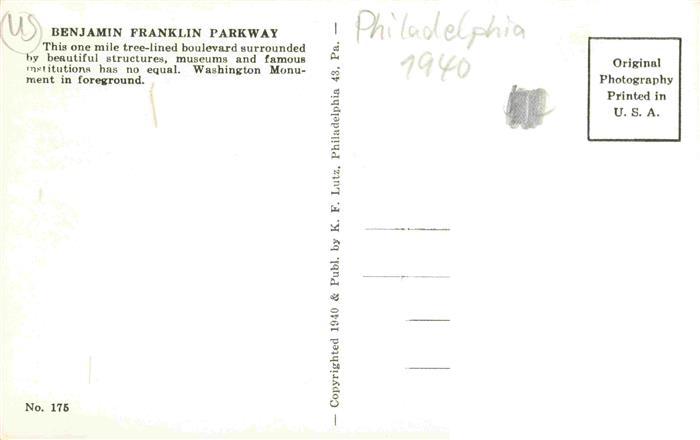 US
BENJAMIN FRANKLIN PARKWAY
This one mile tree-lined boulevard surrounded
by beautiful structures, museums and famous
institutions has no equal. Washington Monu-
ment in foreground.
No. 175
— Copyrighted 1940 & Publ. by K. F. Lutz, Philadelphia 43, Pa. —
Philadelphia
1940
Original
Photography
Printed in
U. S. A.